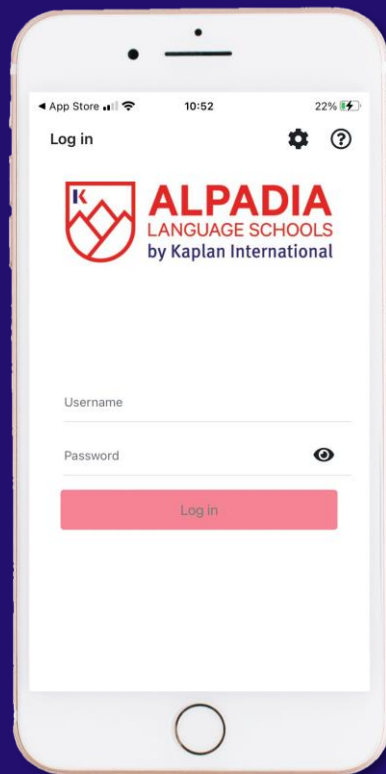 ◀ App Store 10:52 22%
Log in
K
ALPADIA
LANGUAGE SCHOOLS
by Kaplan International
Username
Password
Log in